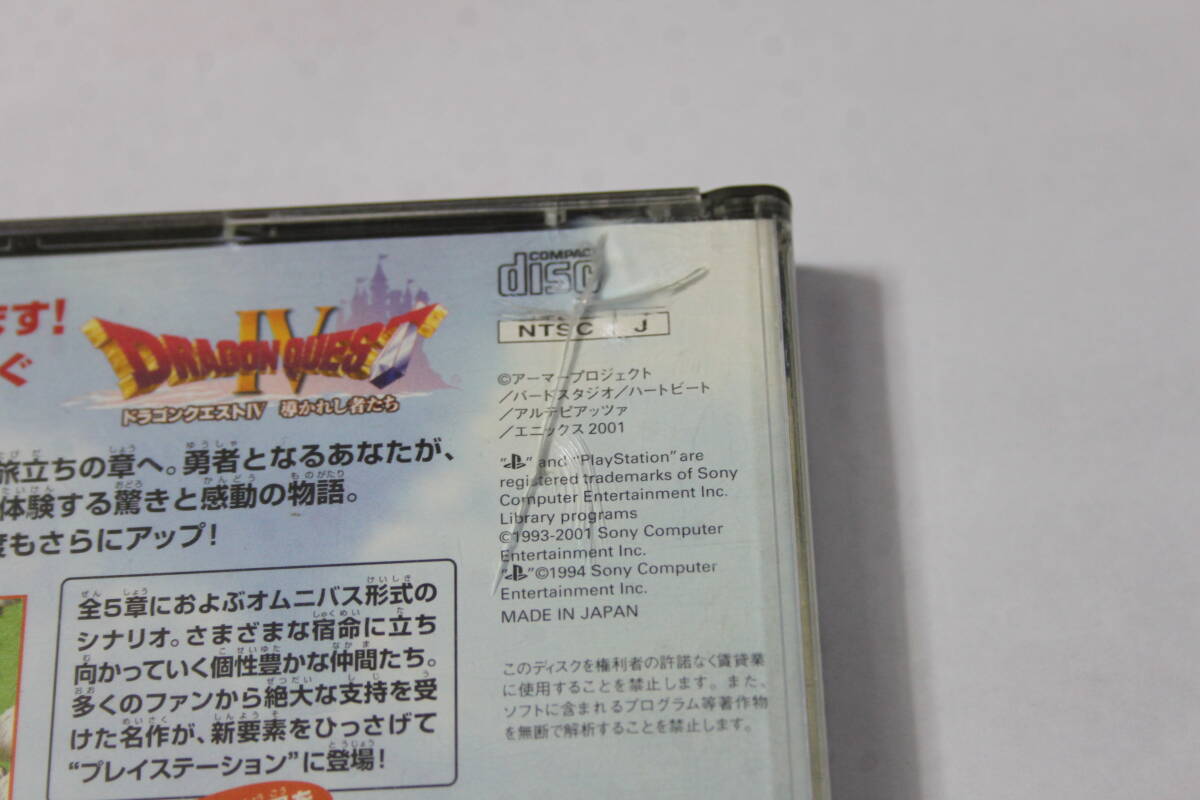 ます!
ぐ
DRAGON QUEST
IV
ドラゴンクエストIV 導かれし者たち
旅立ちの章へ。勇者となるあなたが、
体験する驚きと感動の物語。
度もさらにアップ!
全5章におよぶオムニバス形式の
シナリオ。さまざまな宿命に立ち
向かっていく個性豊かな仲間たち。
多くのファンから絶大な支持を受
けた名作が、新要素をひっさげて
“プレイステーション”に登場!
COMPACT
disc
NTSC J
©アーマープロジェクト
/バードスタジオ/ハートビート
/アルテピアッツァ
/エニックス 2001
“ ” and “PlayStation” are
registered trademarks of Sony
Computer Entertainment Inc.
Library programs
©1993-2001 Sony Computer
Entertainment Inc.
“ ”©1994 Sony Computer
Entertainment Inc.
MADE IN JAPAN
このディスクを権利者の許諾なく賃貸業
に使用することを禁止します。また、
ソフトに含まれるプログラム等著作物
を無断で解析することを禁止します。